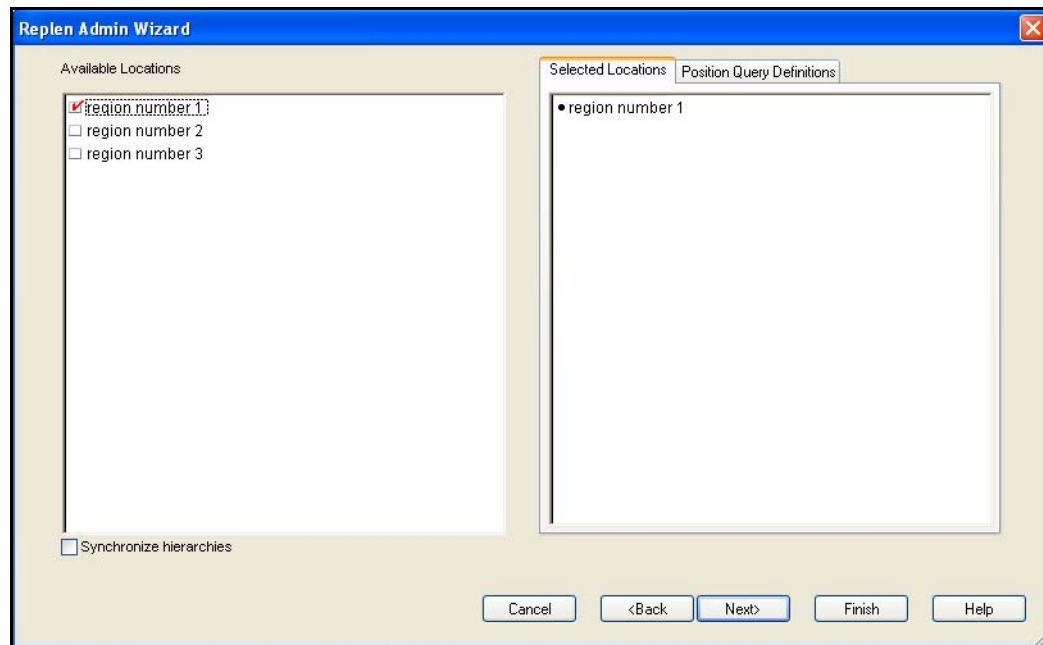 Replen Admin Wizard
Available Locations
region number 1
region number 2
region number 3
Synchronize hierarchies
Selected Locations
Position Query Definitions
region number 1
Cancel
<Back
Next>
Finish
Help